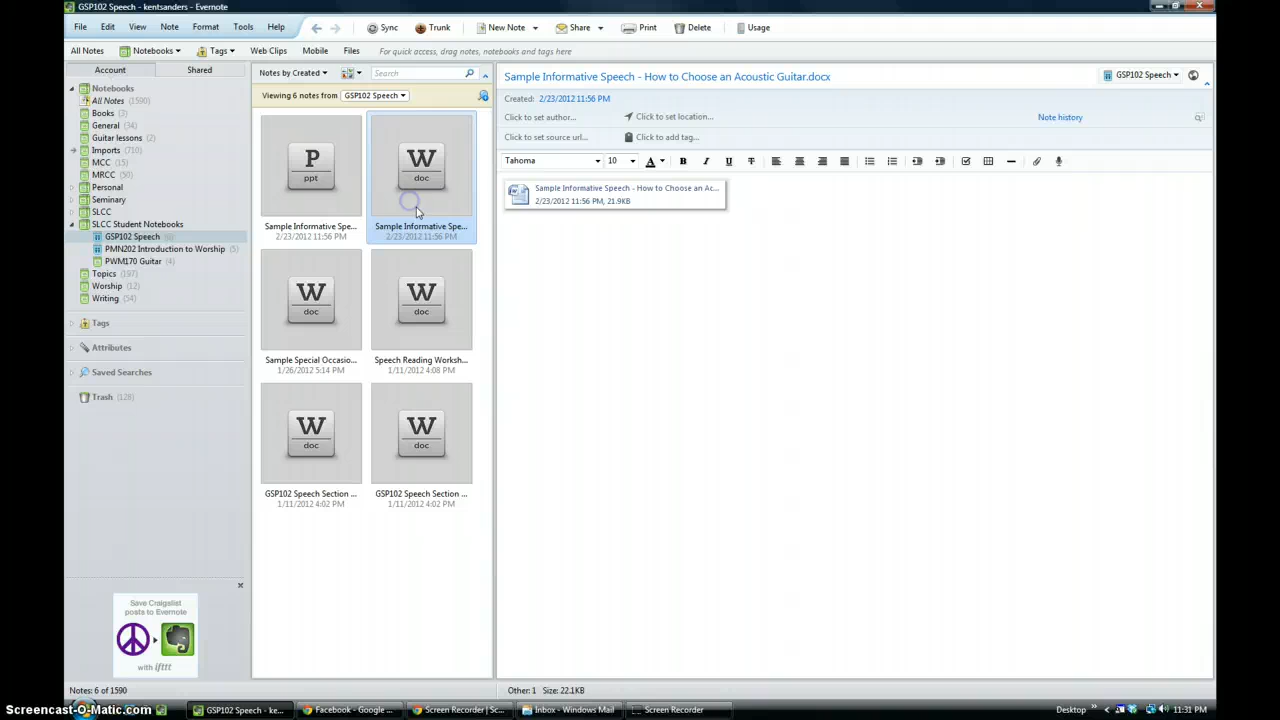 GSP102 Speech - kentsanders - Evernote
File Edit View Note Format Tools Help
Sync Trunk New Note Share Print Delete Usage
All Notes Notebooks Tags Web Clips Mobile Files For quick access, drag notes, notebooks and tags here
Account Shared
Notebooks
All Notes (1590)
Books (3)
General (34)
Guitar lessons (2)
Imports (710)
MCC (15)
MRCC (52)
Personal
Seminary
SLCC
SLCC Student Notebooks
GSP102 Speech (6)
PMN202 Introduction to Worship (5)
PWM170 Guitar (4)
Topics (197)
Worship (12)
Writing (54)
Tags
Attributes
Saved Searches
Trash (128)
Save Craigslist
posts to Evernote
with ifttt
Notes: 6 of 1590
Notes by Created Search
Viewing 6 notes from GSP102 Speech
P
ppt
Sample Informative Spe...
2/23/2012 11:56 PM
W
doc
Sample Informative Spe...
2/23/2012 11:56 PM
W
doc
Sample Special Occasio...
1/26/2012 5:14 PM
W
doc
Speech Reading Worksh...
1/11/2012 4:08 PM
W
doc
GSP102 Speech Section ...
1/11/2012 4:02 PM
W
doc
GSP102 Speech Section ...
1/11/2012 4:02 PM
Sample Informative Speech - How to Choose an Acoustic Guitar.docx GSP102 Speech
Created: 2/23/2012 11:56 PM
Click to set author... Click to set location... Note history
Click to set source url... Click to add tag...
Tahoma 10 A B I U T
Sample Informative Speech - How to Choose an Ac...
2/23/2012 11:56 PM, 21.9KB
Other: 1 Size: 22.1KB
Screencast-O-Matic.com
GSP102 Speech - ke... Facebook - Google ... Screen Recorder | Sc... Inbox - Windows Mail Screen Recorder Desktop 11:31 PM